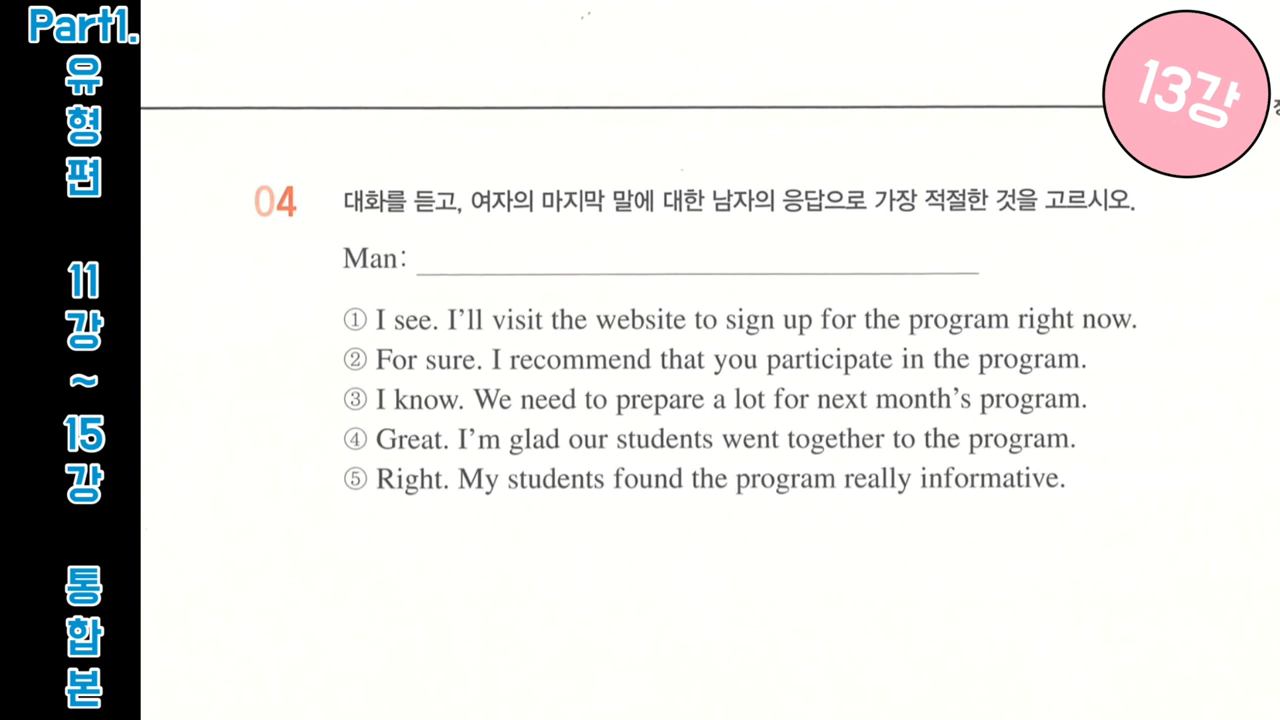 Part1.
유
형
편
11
강
~
15
강
통
합
본
13강
04 대화를 듣고, 여자의 마지막 말에 대한 남자의 응답으로 가장 적절한 것을 고르시오.
Man:
① I see. I’ll visit the website to sign up for the program right now.
② For sure. I recommend that you participate in the program.
③ I know. We need to prepare a lot for next month’s program.
④ Great. I’m glad our students went together to the program.
⑤ Right. My students found the program really informative.